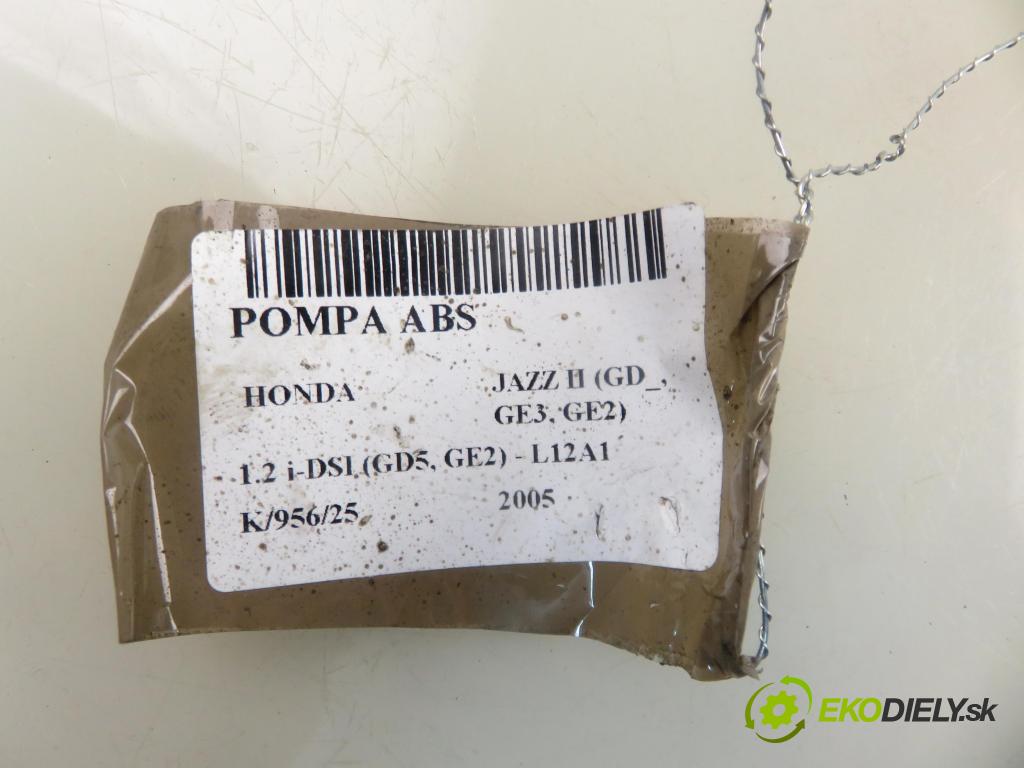 POMPA ABS
HONDA
JAZZ II (GD_,
GE3, GE2)
1.2 i-DSI (GD5, GE2) - L12A1
K/956/25
2005
EKODIELY.sk